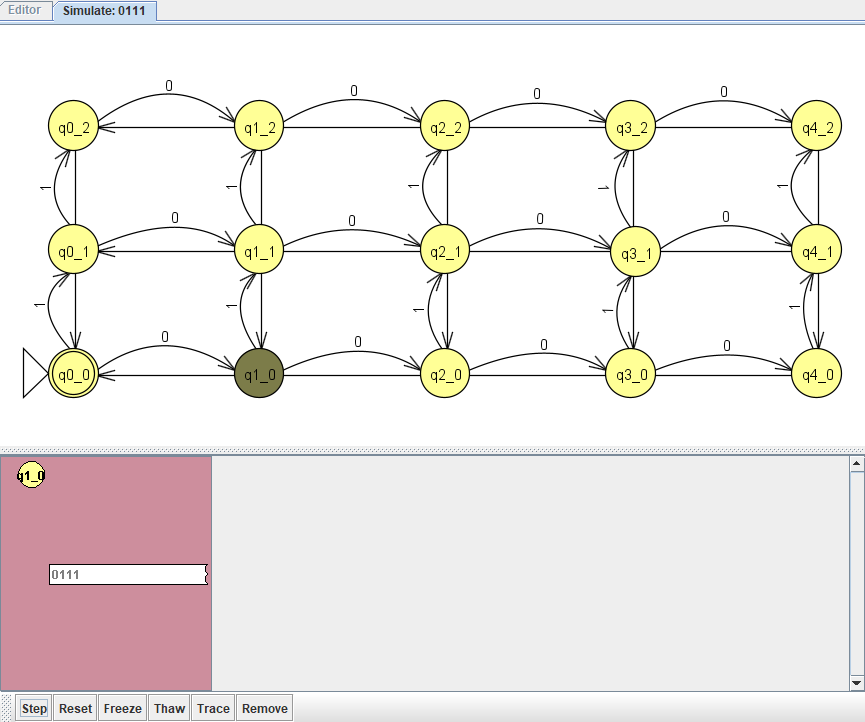 Editor Simulate: 0111
0 0 0 0
q0_2 q1_2 q2_2 q3_2 q4_2
1 1 1 1 1
0 0 0 0
q0_1 q1_1 q2_1 q3_1 q4_1
1 1 1 1 1
0 0 0 0
q0_0 q1_0 q2_0 q3_0 q4_0
q1_0
0111
Step Reset Freeze Thaw Trace Remove